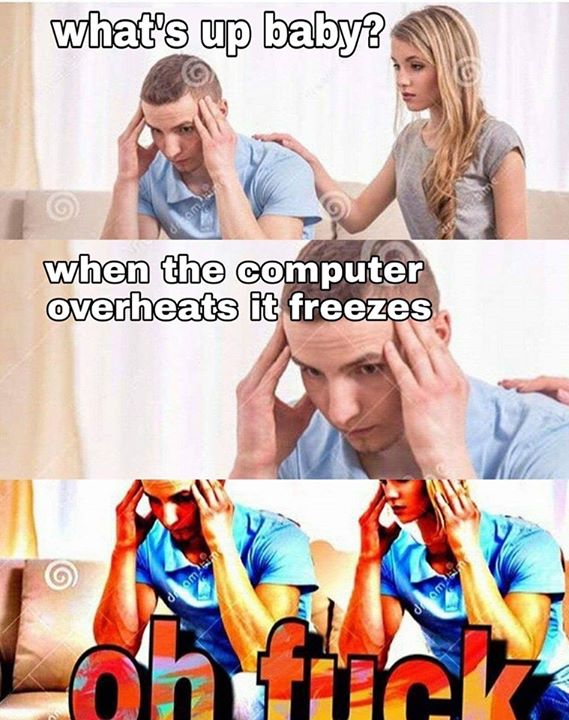 what's up baby?
when the computer
overheats it freezes
oh fuck